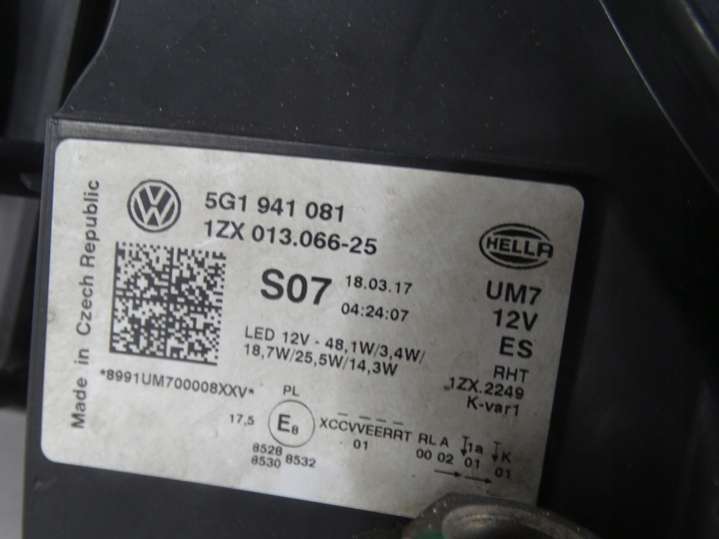 Made in Czech Republic
5G1 941 081
1ZX 013.066-25
HELLA
S07
18.03.17
04:24:07
UM7
12V
ES
RHT
1ZX.2249
K-var1
LED 12V - 48,1W/3,4W/
18,7W/25,5W/14,3W
*8991UM700008XXV*
PL
17,5
E8
8528
8530 8532
XCCVVEERRT RL A 1a K
01 00 02 01 01